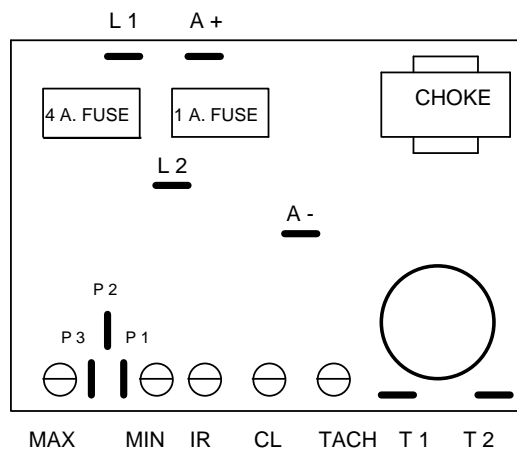 L 1 A +
4 A. FUSE 1 A. FUSE CHOKE
L 2
A -
P 2
P 3 P 1
MAX MIN IR CL TACH T 1 T 2